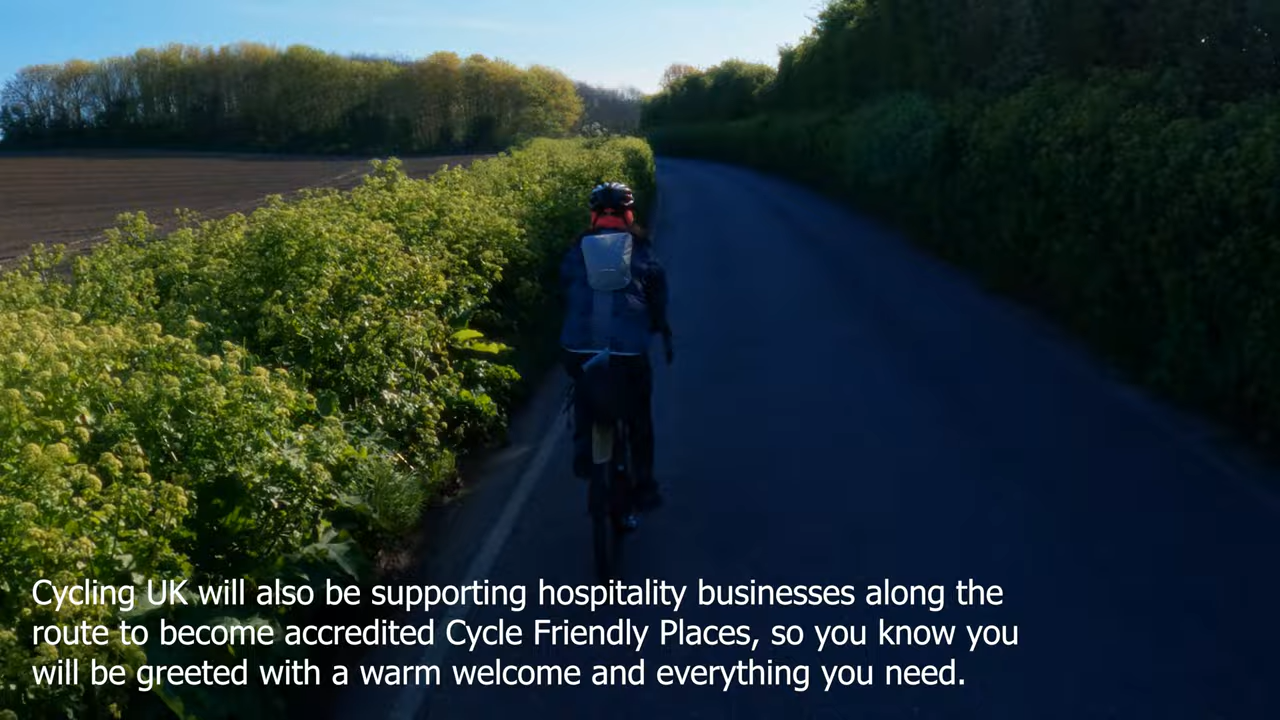 Cycling UK will also be supporting hospitality businesses along the
route to become accredited Cycle Friendly Places, so you know you
will be greeted with a warm welcome and everything you need.